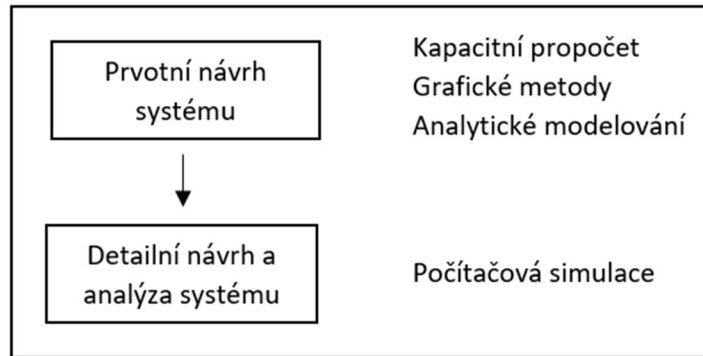 Prvotní návrh
systému
Kapacitní propočet
Grafické metody
Analytické modelování
Detailní návrh a
analýza systému
Počítačová simulace